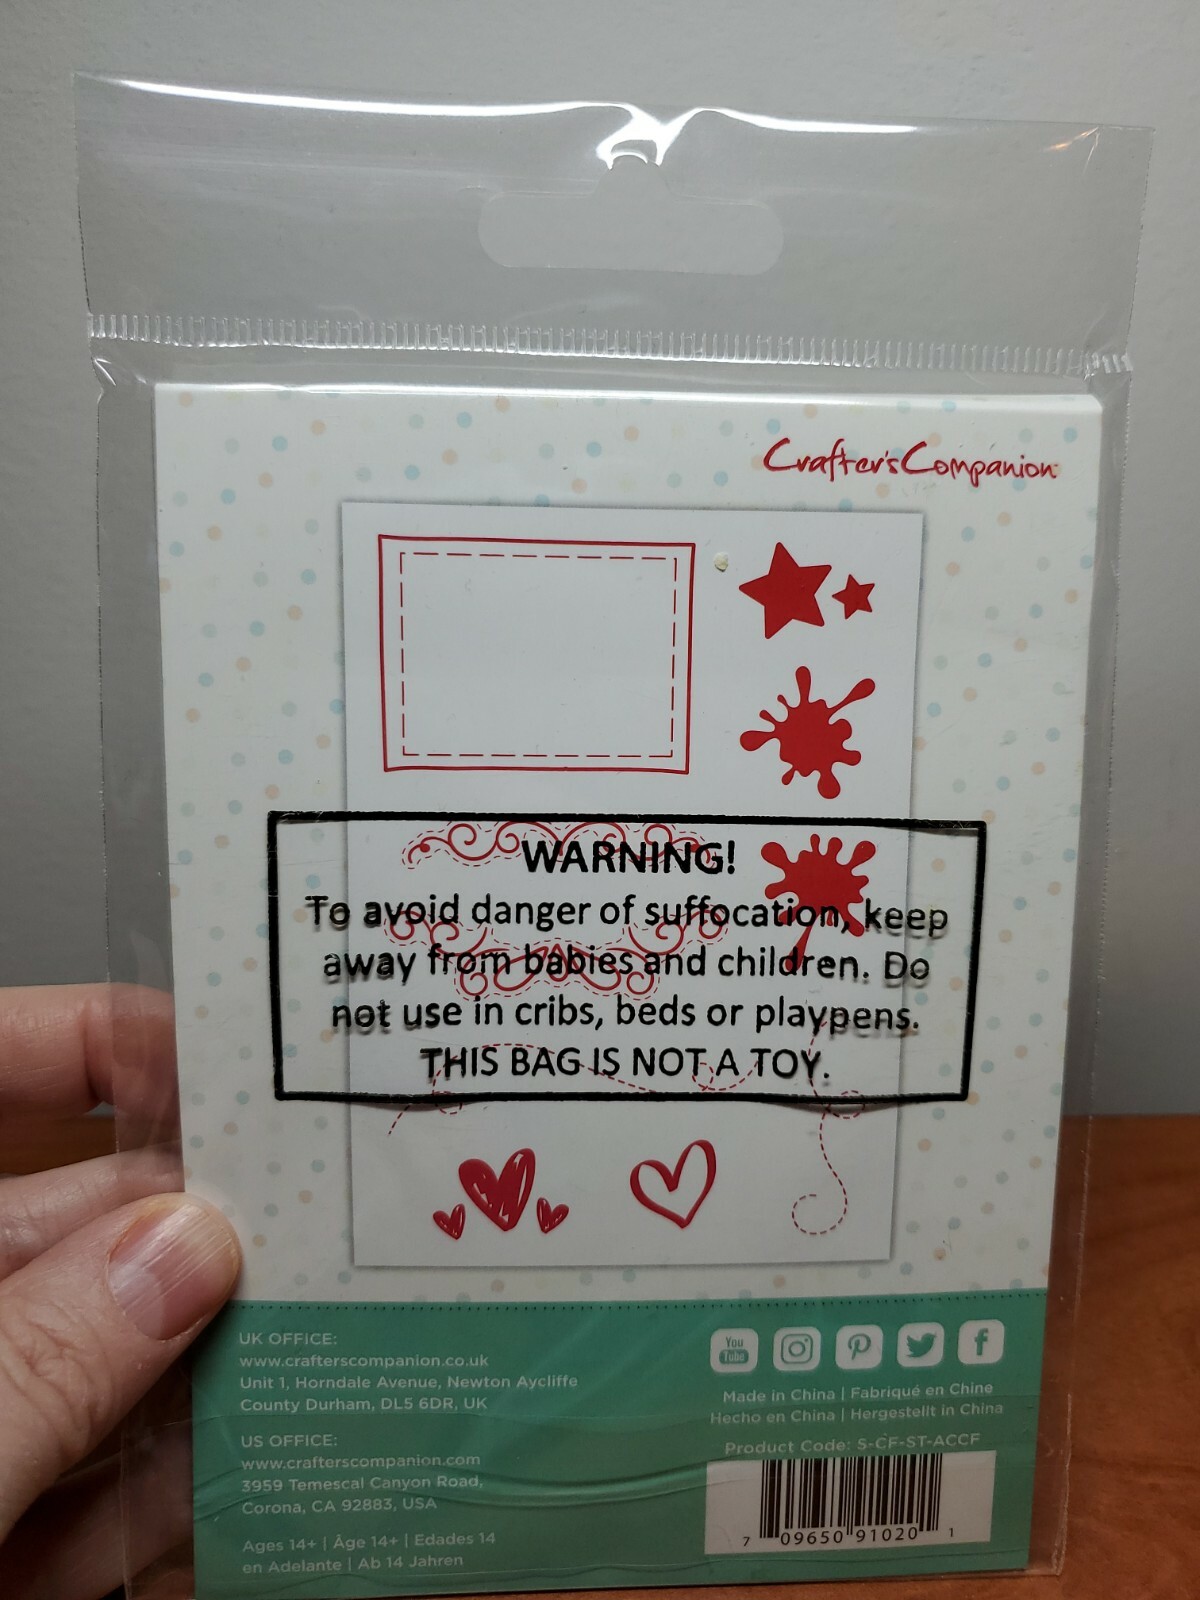 Crafter's Companion
WARNING!
To avoid danger of suffocation, keep
away from babies and children. Do
not use in cribs, beds or playpens.
THIS BAG IS NOT A TOY.
UK OFFICE:
www.crafterscompanion.co.uk
Unit 1, Horndale Avenue, Newton Aycliffe
County Durham, DL5 6DR, UK
US OFFICE:
www.crafterscompanion.com
3959 Temescal Canyon Road,
Corona, CA 92883, USA
Ages 14+ | Âge 14+ | Edades 14
en Adelante | Ab 14 Jahren
You
Tube
Made in China | Fabriqué en Chine
Hecho en China | Hergestellt in China
Product Code: S-CF-ST-ACCF
7 09650 91020 1